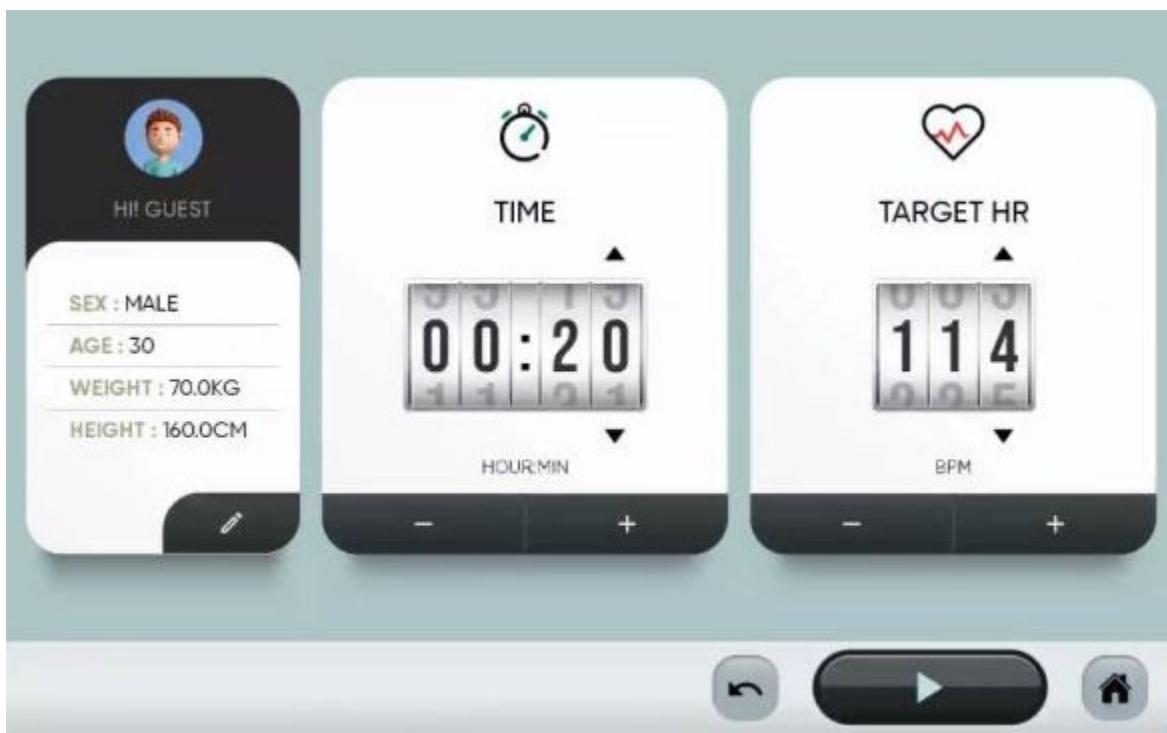 HI! GUEST
SEX : MALE
AGE : 30
WEIGHT : 70.0KG
HEIGHT : 160.0CM
TIME
00:20
HOUR:MIN
TARGET HR
114
BPM